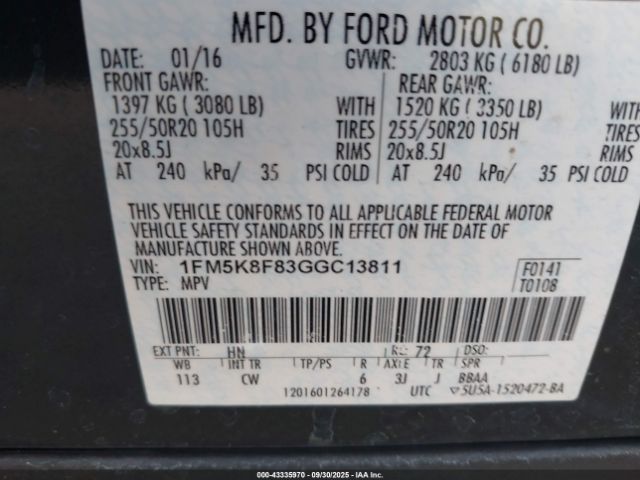 MFD. BY FORD MOTOR CO.
DATE: 01/16 GVWR: 2803 KG ( 6180 LB)
FRONT GAWR: REAR GAWR:
1397 KG ( 3080 LB) WITH 1520 KG ( 3350 LB) WITH
255/50R20 105H TIRES 255/50R20 105H TIRES
20x8.5J RIMS 20x8.5J RIMS
AT 240 kPa/ 35 PSI COLD AT 240 kPa/ 35 PSI COLD
THIS VEHICLE CONFORMS TO ALL APPLICABLE FEDERAL MOTOR
VEHICLE SAFETY STANDARDS IN EFFECT ON THE DATE OF
MANUFACTURE SHOWN ABOVE.
VIN: 1FM5K8F83GGC13811 F0141
TYPE: MPV T0108
EXT PNT: HN RC: 72 DSO:
WB INT TR TP/PS R AXLE TR SPR
113 CW 6 3J J BBAA
1201601264178 UTC 5U5A-1520472-BA
© 000-43335970 - 09/30/2025 - IAA Inc.